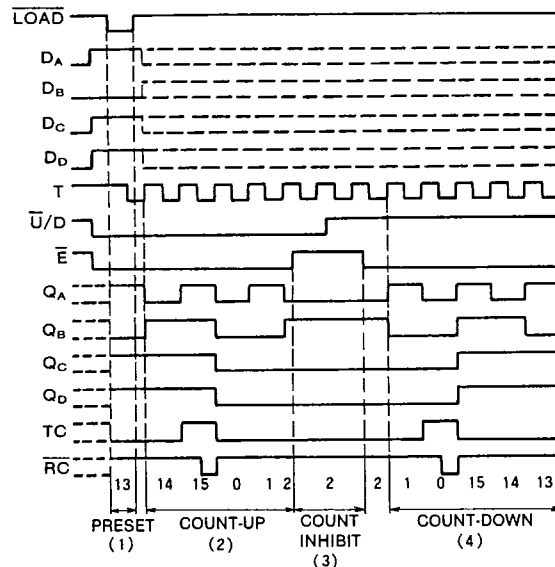 LOAD
DA
DB
DC
DD
T
U/D
E
QA
QB
QC
QD
TC
RC
13 14 15 0 1 2 2 2 1 0 15 14 13
PRESET COUNT-UP COUNT INHIBIT COUNT-DOWN
(1) (2) (3) (4)